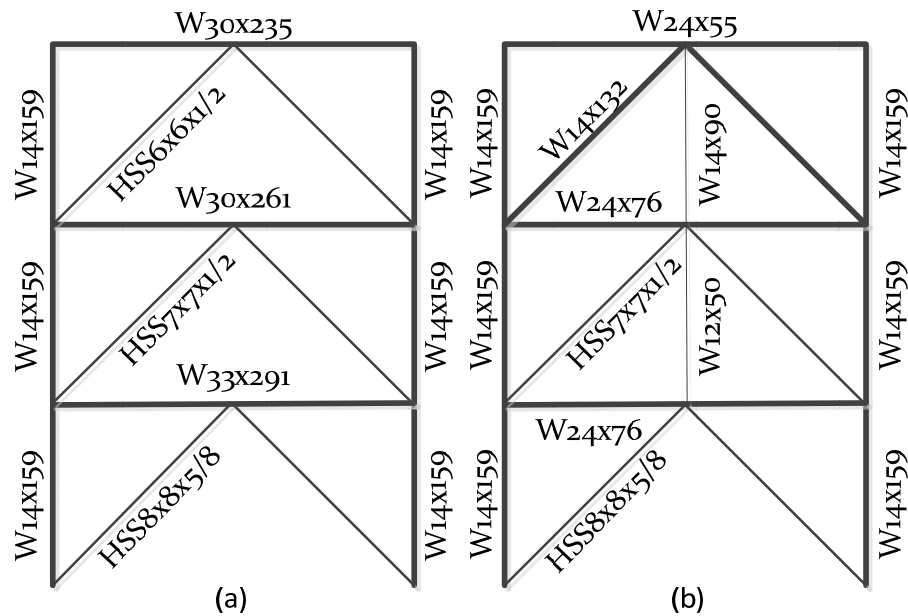 W30x235
W14x159
HSS6x6x1/2
W14x159
W30x261
W14x159
HSS7x7x1/2
W14x159
W33x291
W14x159
HSS8x8x5/8
W14x159
(a)
W24x55
W14x159
W14x132
W14x90
W14x159
W24x76
W14x159
HSS7x7x1/2
W12x50
W14x159
W24x76
W14x159
HSS8x8x5/8
W14x159
(b)